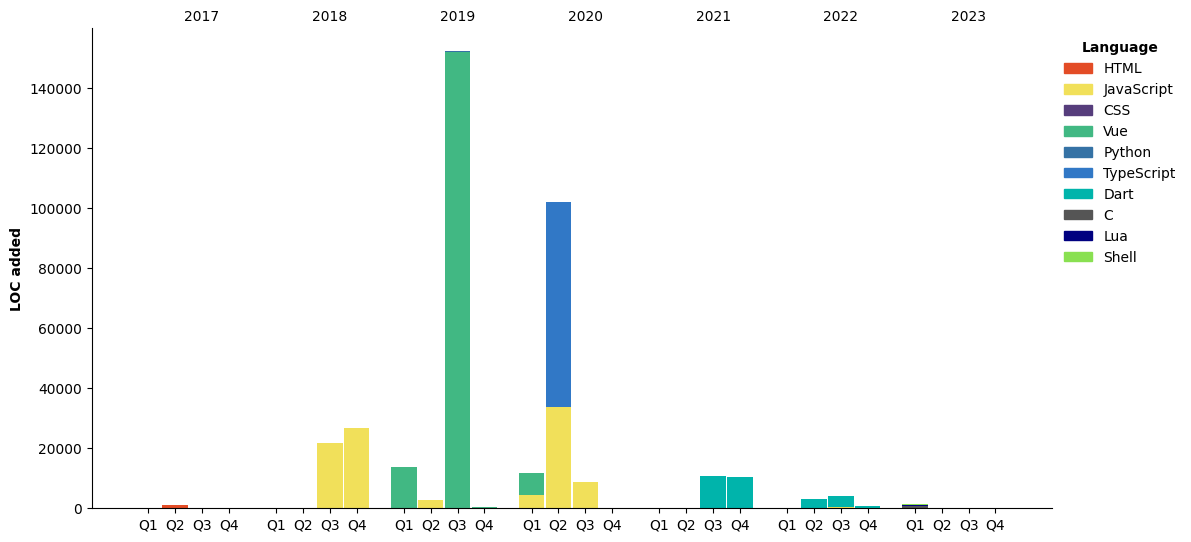 2017 2018 2019 2020 2021 2022 2023
Language
HTML
JavaScript
CSS
Vue
Python
TypeScript
Dart
C
Lua
Shell
LOC added
140000
120000
100000
80000
60000
40000
20000
0
Q1 Q2 Q3 Q4 Q1 Q2 Q3 Q4 Q1 Q2 Q3 Q4 Q1 Q2 Q3 Q4 Q1 Q2 Q3 Q4 Q1 Q2 Q3 Q4 Q1 Q2 Q3 Q4